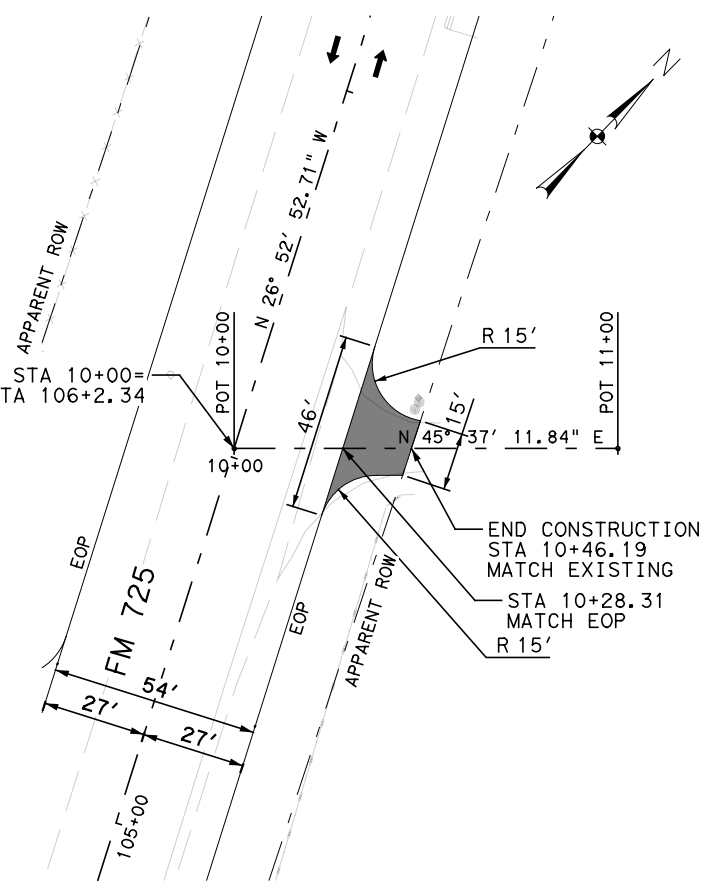 N
N 26° 52' 52.71" W
APPARENT ROW
POT 10+00
POT 11+00
R 15'
STA 10+00=
TA 106+2.34
46'
15'
N 45° 37' 11.84" E
10+00
END CONSTRUCTION
STA 10+46.19
MATCH EXISTING
EOP
STA 10+28.31
MATCH EOP
EOP
APPARENT ROW
R 15'
FM 725
54'
27'
27'
105+00